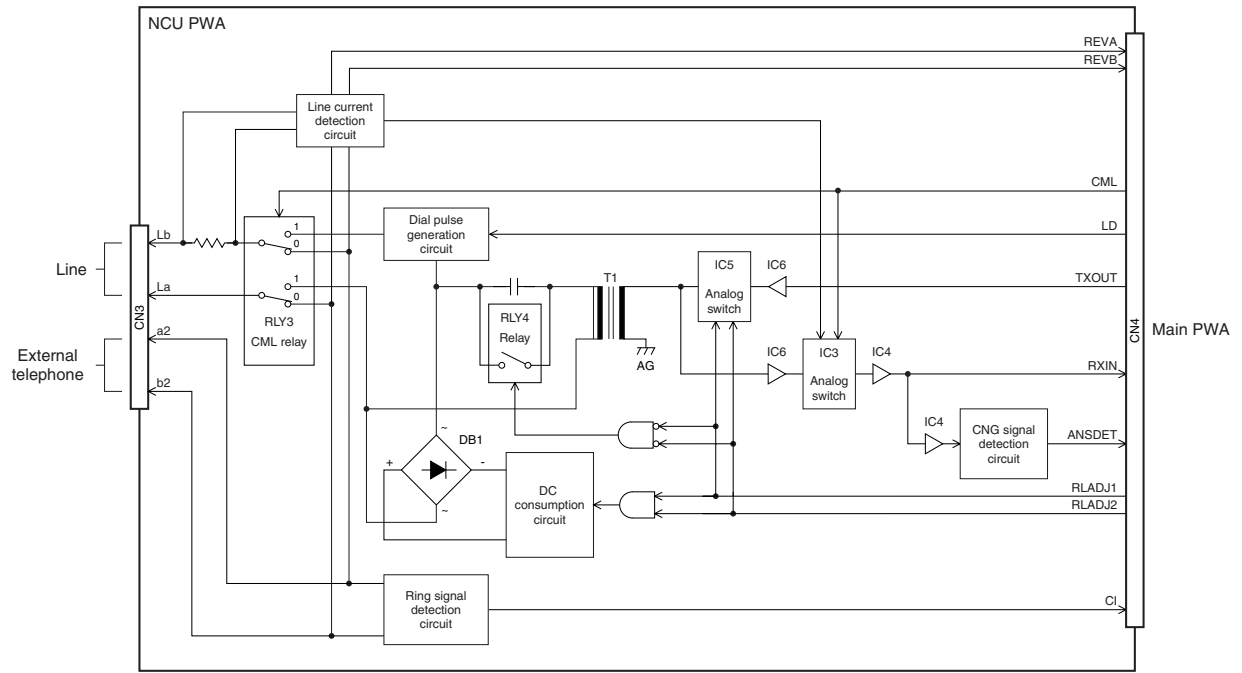 NCU PWA
REVA
REVB
Line current
detection
circuit
CML
Lb
1
0
Dial pulse
generation
circuit
LD
Line
La
1
0
RLY3
CML relay
T1
IC5
Analog
switch
IC6
TXOUT
CN3
CN4
Main PWA
RLY4
Relay
AG
a2
External
telephone
b2
IC6
IC3
Analog
switch
IC4
RXIN
IC4
CNG signal
detection
circuit
ANSDET
~
DB1
+
-
~
DC
consumption
circuit
RLADJ1
RLADJ2
Ring signal
detection
circuit
CI